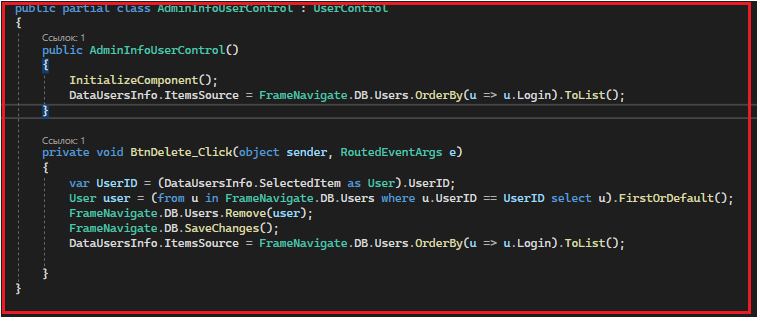 public partial class AdminInfoUserControl : UserControl
{
Ссылок: 1
public AdminInfoUserControl()
{
InitializeComponent();
DataUsersInfo.ItemsSource = FrameNavigate.DB.Users.OrderBy(u => u.Login).ToList();
}
Ссылок: 1
private void BtnDelete_Click(object sender, RoutedEventArgs e)
{
var UserID = (DataUsersInfo.SelectedItem as User).UserID;
User user = (from u in FrameNavigate.DB.Users where u.UserID == UserID select u).FirstOrDefault();
FrameNavigate.DB.Users.Remove(user);
FrameNavigate.DB.SaveChanges();
DataUsersInfo.ItemsSource = FrameNavigate.DB.Users.OrderBy(u => u.Login).ToList();
}
}